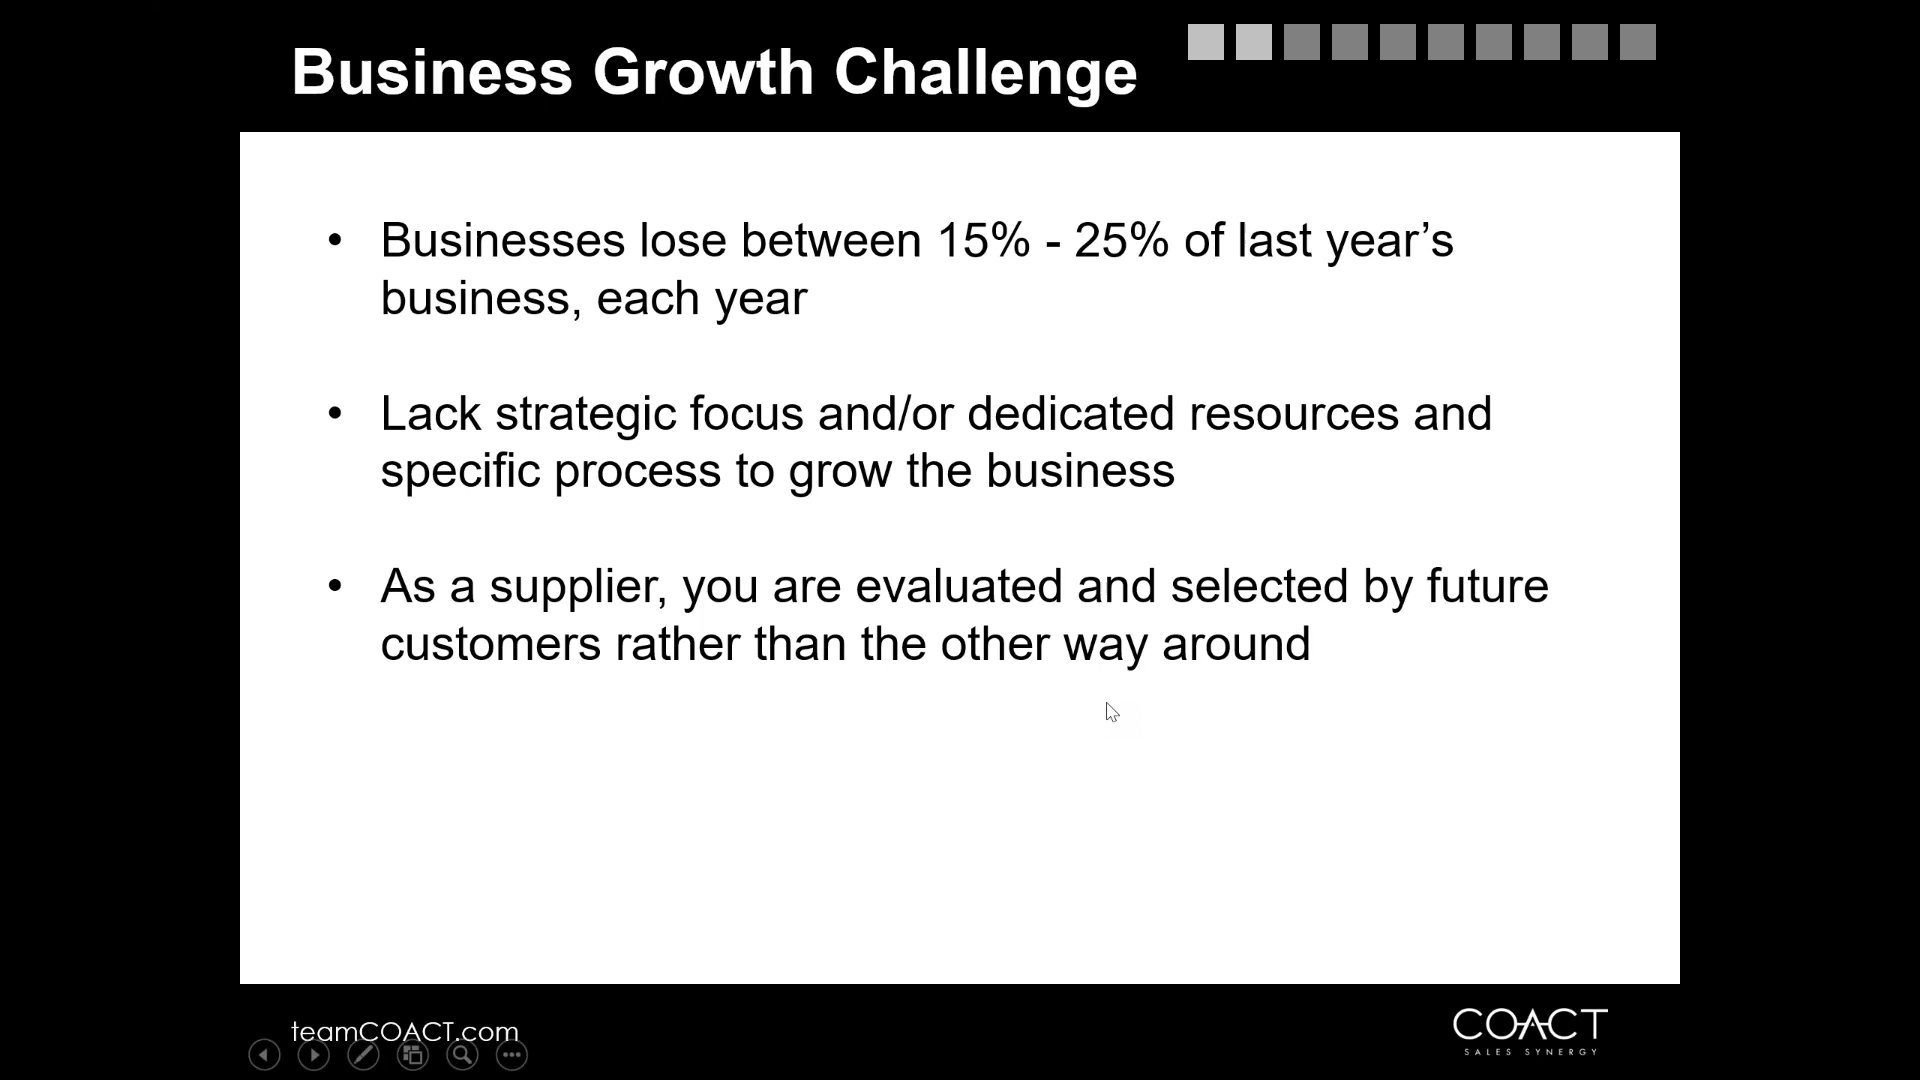 Business Growth Challenge
• Businesses lose between 15% - 25% of last year’s
business, each year
• Lack strategic focus and/or dedicated resources and
specific process to grow the business
• As a supplier, you are evaluated and selected by future
customers rather than the other way around
teamCOACT.com
COACT
SALES SYNERGY